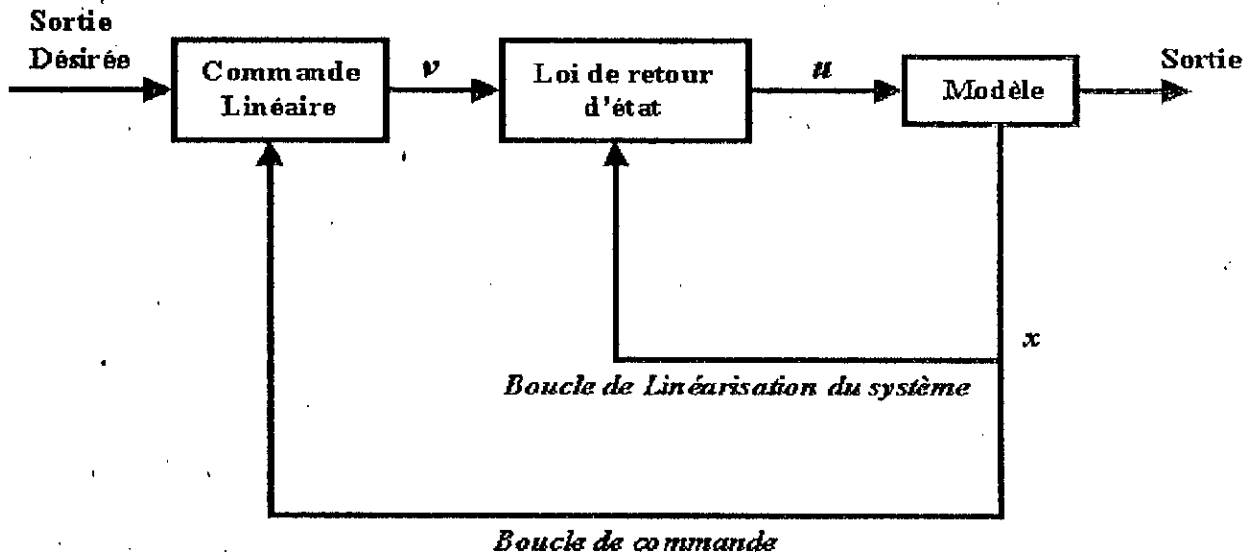 Sortie
Désirée
Commande
Linéaire
v
Loi de retour
d'état
u
Modèle
Sortie
x
Boucle de Linéarisation du système
Boucle de commande